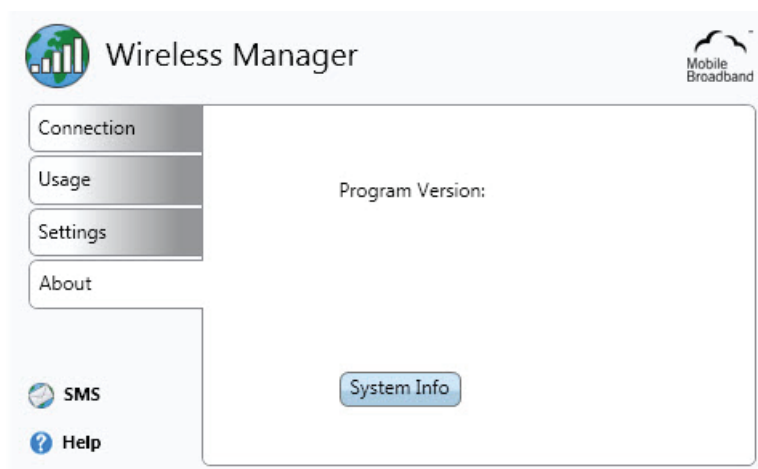 Wireless Manager
Mobile
Broadband
Connection
Usage
Settings
About
Program Version:
System Info
SMS
Help